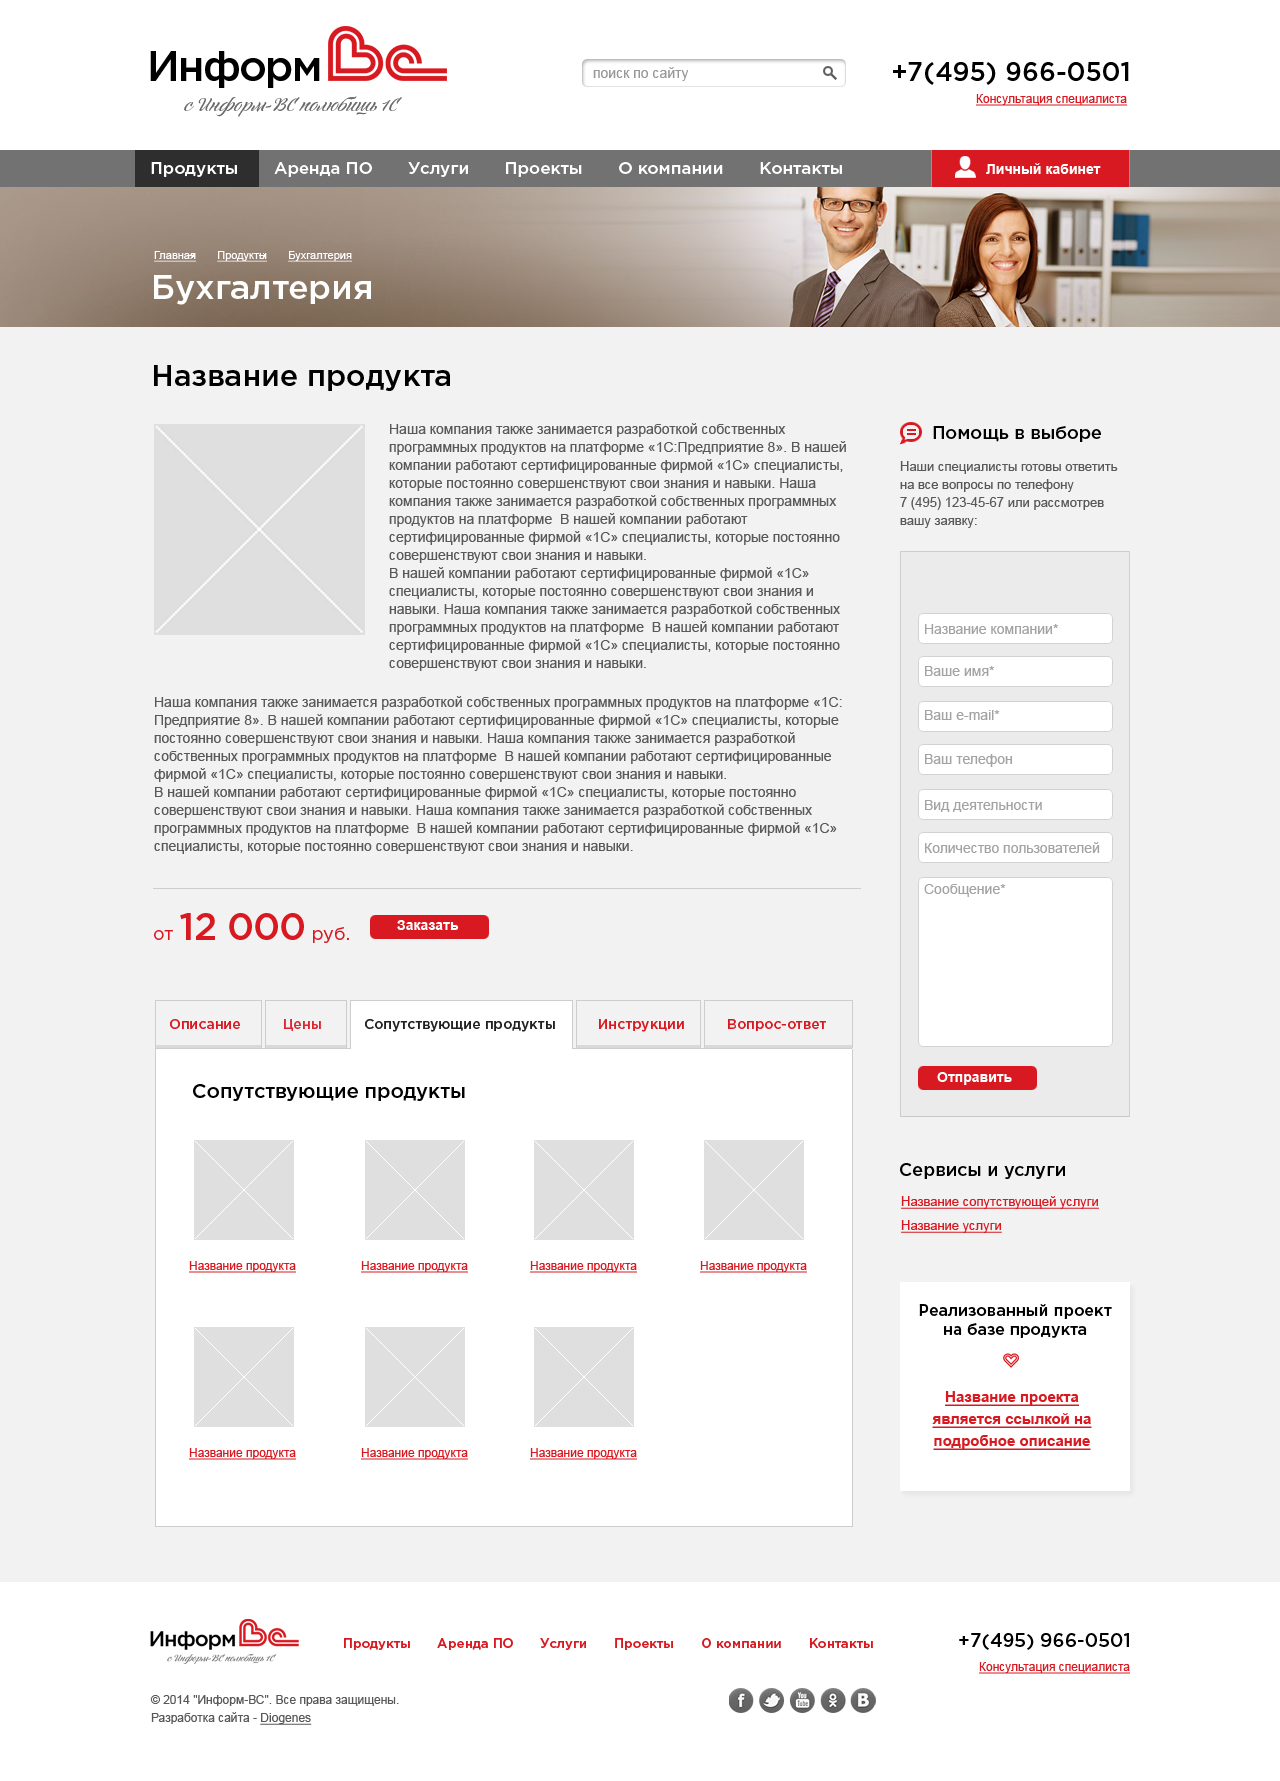 Информ ВС
с Информ-ВС полюбишь 1С
поиск по сайту
+7(495) 966-0501
Консультация специалиста
Продукты
Аренда ПО
Услуги
Проекты
О компании
Контакты
Личный кабинет
Главная
Продукты
Бухгалтерия
Бухгалтерия
Название продукта
Наша компания также занимается разработкой собственных
программных продуктов на платформе «1С:Предприятие 8». В нашей
компании работают сертифицированные фирмой «1С» специалисты,
которые постоянно совершенствуют свои знания и навыки. Наша
компания также занимается разработкой собственных программных
продуктов на платформе  В нашей компании работают
сертифицированные фирмой «1С» специалисты, которые постоянно
совершенствуют свои знания и навыки.
В нашей компании работают сертифицированные фирмой «1С»
специалисты, которые постоянно совершенствуют свои знания и
навыки. Наша компания также занимается разработкой собственных
программных продуктов на платформе  В нашей компании работают
сертифицированные фирмой «1С» специалисты, которые постоянно
совершенствуют свои знания и навыки.
Наша компания также занимается разработкой собственных программных продуктов на платформе «1С:
Предприятие 8». В нашей компании работают сертифицированные фирмой «1С» специалисты, которые
постоянно совершенствуют свои знания и навыки. Наша компания также занимается разработкой
собственных программных продуктов на платформе  В нашей компании работают сертифицированные
фирмой «1С» специалисты, которые постоянно совершенствуют свои знания и навыки.
В нашей компании работают сертифицированные фирмой «1С» специалисты, которые постоянно
совершенствуют свои знания и навыки. Наша компания также занимается разработкой собственных
программных продуктов на платформе  В нашей компании работают сертифицированные фирмой «1С»
специалисты, которые постоянно совершенствуют свои знания и навыки.
от 12 000 руб.
Заказать
Описание
Цены
Сопутствующие продукты
Инструкции
Вопрос-ответ
Сопутствующие продукты
Название продукта
Название продукта
Название продукта
Название продукта
Название продукта
Название продукта
Название продукта
Помощь в выборе
Наши специалисты готовы ответить
на все вопросы по телефону
7 (495) 123-45-67 или рассмотрев
вашу заявку:
Название компании*
Ваше имя*
Ваш e-mail*
Ваш телефон
Вид деятельности
Количество пользователей
Сообщение*
Отправить
Сервисы и услуги
Название сопутствующей услуги
Название услуги
Реализованный проект
на базе продукта
Название проекта
является ссылкой на
подробное описание
Информ ВС
с Информ-ВС полюбишь 1С
Продукты
Аренда ПО
Услуги
Проекты
О компании
Контакты
+7(495) 966-0501
Консультация специалиста
© 2014 "Информ-ВС". Все права защищены.
Разработка сайта - Diogenes
f
You Tube
В